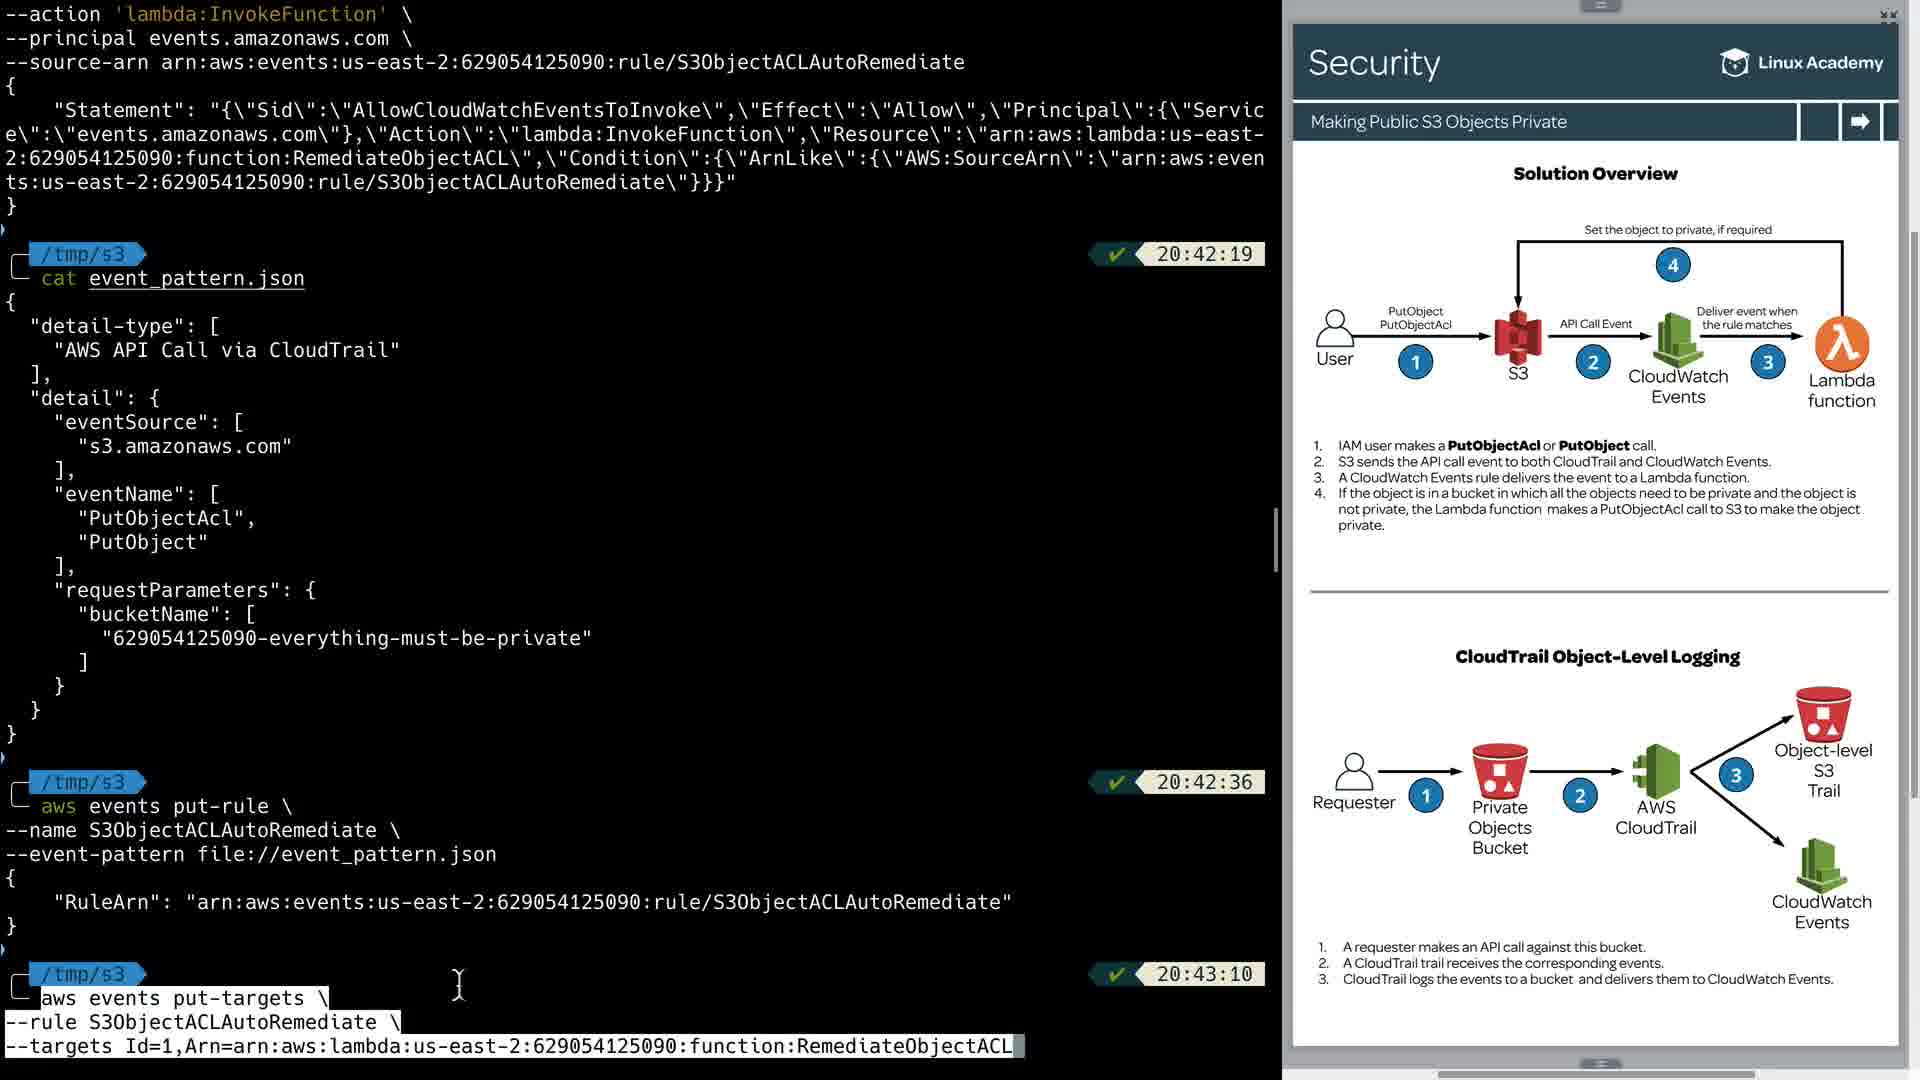 --action 'lambda:InvokeFunction' \
--principal events.amazonaws.com \
--source-arn arn:aws:events:us-east-2:629054125090:rule/S3ObjectACLAutoRemediate
{
    "Statement": "{\"Sid\":\"AllowCloudWatchEventsToInvoke\",\"Effect\":\"Allow\",\"Principal\":{\"Servic
e\":\"events.amazonaws.com\"},\"Action\":\"lambda:InvokeFunction\",\"Resource\":\"arn:aws:lambda:us-east-
2:629054125090:function:RemediateObjectACL\",\"Condition\":{\"ArnLike\":{\"AWS:SourceArn\":\"arn:aws:even
ts:us-east-2:629054125090:rule/S3ObjectACLAutoRemediate\"}}}"
}
/tmp/s3 ✔ 20:42:19
cat event_pattern.json
{
  "detail-type": [
    "AWS API Call via CloudTrail"
  ],
  "detail": {
    "eventSource": [
      "s3.amazonaws.com"
    ],
    "eventName": [
      "PutObjectAcl",
      "PutObject"
    ],
    "requestParameters": {
      "bucketName": [
        "629054125090-everything-must-be-private"
      ]
    }
  }
}
/tmp/s3 ✔ 20:42:36
aws events put-rule \
--name S3ObjectACLAutoRemediate \
--event-pattern file://event_pattern.json
{
    "RuleArn": "arn:aws:events:us-east-2:629054125090:rule/S3ObjectACLAutoRemediate"
}
/tmp/s3 ✔ 20:43:10
aws events put-targets \
--rule S3ObjectACLAutoRemediate \
--targets Id=1,Arn=arn:aws:lambda:us-east-2:629054125090:function:RemediateObjectACL
Security
Linux Academy
Making Public S3 Objects Private
Solution Overview
Set the object to private, if required
4
PutObject
PutObjectAcl
API Call Event
Deliver event when
the rule matches
User
1
S3
2
CloudWatch
Events
3
Lambda
function
1. IAM user makes a PutObjectAcl or PutObject call.
2. S3 sends the API call event to both CloudTrail and CloudWatch Events.
3. A CloudWatch Events rule delivers the event to a Lambda function.
4. If the object is in a bucket in which all the objects need to be private and the object is
not private, the Lambda function makes a PutObjectAcl call to S3 to make the object
private.
CloudTrail Object-Level Logging
Requester
1
Private
Objects
Bucket
2
AWS
CloudTrail
3
Object-level
S3
Trail
CloudWatch
Events
1. A requester makes an API call against this bucket.
2. A CloudTrail trail receives the corresponding events.
3. CloudTrail logs the events to a bucket and delivers them to CloudWatch Events.